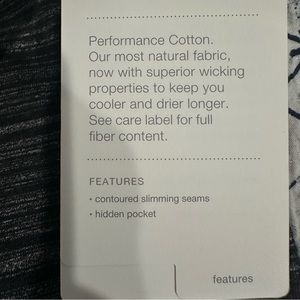 Performance Cotton.
Our most natural fabric,
now with superior wicking
properties to keep you
cooler and drier longer.
See care label for full
fiber content.
FEATURES
• contoured slimming seams
• hidden pocket
features